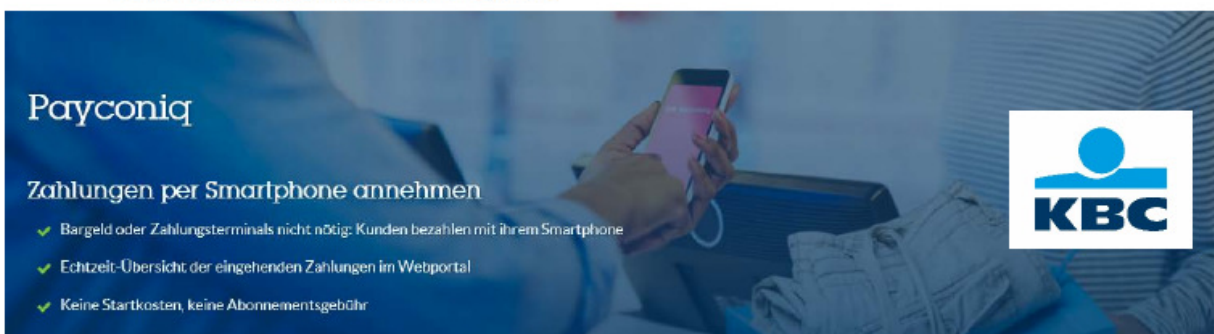 Payconiq
Zahlungen per Smartphone annehmen
Bargeld oder Zahlungsterminals nicht nötig: Kunden bezahlen mit ihrem Smartphone
Echtzeit-Übersicht der eingehenden Zahlungen im Webportal
Keine Startkosten, keine Abonnementsgebühr
KBC